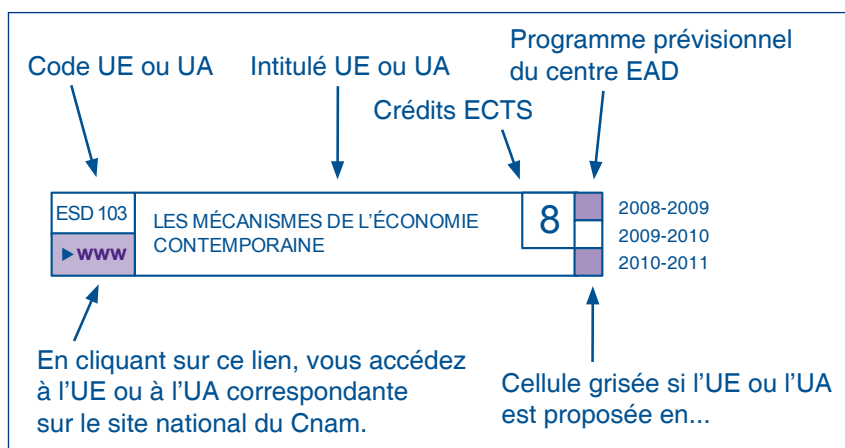 Code UE ou UA
Intitulé UE ou UA
Crédits ECTS
Programme prévisionnel
du centre EAD
ESD 103
►www
LES MÉCANISMES DE L'ÉCONOMIE
CONTEMPORAINE
8
2008-2009
2009-2010
2010-2011
En cliquant sur ce lien, vous accédez
à l'UE ou à l'UA correspondante
sur le site national du Cnam.
Cellule grisée si l'UE ou l'UA
est proposée en...